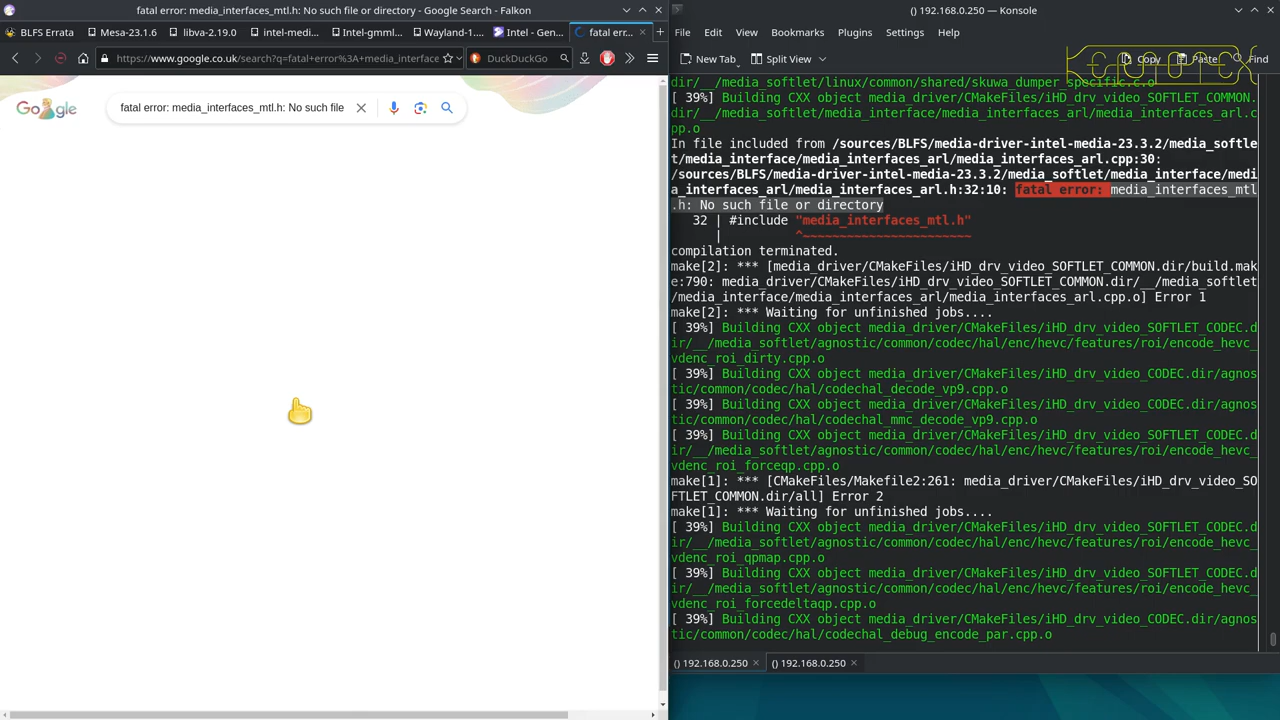 fatal error: media_interfaces_mtl.h: No such file or directory - Google Search - Falkon
BLFS Errata
Mesa-23.1.6
libva-2.19.0
intel-medi...
Intel-gmml...
Wayland-1....
Intel - Gen...
fatal err...
https://www.google.co.uk/search?q=fatal+error%3A+media_interface
DuckDuckGo
Google
fatal error: media_interfaces_mtl.h: No such file
() 192.168.0.250 — Konsole
File Edit View Bookmarks Plugins Settings Help
New Tab Split View Copy Paste Find
dir/__/media_softlet/linux/common/shared/skuwa_dumper_specific.c.o
[ 39%] Building CXX object media_driver/CMakeFiles/iHD_drv_video_SOFTLET_COMMON.
dir/__/media_softlet/media_interface/media_interfaces_arl/media_interfaces_arl.c
pp.o
In file included from /sources/BLFS/media-driver-intel-media-23.3.2/media_softle
t/media_interface/media_interfaces_arl/media_interfaces_arl.cpp:30:
/sources/BLFS/media-driver-intel-media-23.3.2/media_softlet/media_interface/medi
a_interfaces_arl/media_interfaces_arl.h:32:10: fatal error: media_interfaces_mtl
.h: No such file or directory
32 | #include "media_interfaces_mtl.h"
| ^~~~~~~~~~~~~~~~~~~~~~~~
compilation terminated.
make[2]: *** [media_driver/CMakeFiles/iHD_drv_video_SOFTLET_COMMON.dir/build.mak
e:790: media_driver/CMakeFiles/iHD_drv_video_SOFTLET_COMMON.dir/__/media_softlet
/media_interface/media_interfaces_arl/media_interfaces_arl.cpp.o] Error 1
make[2]: *** Waiting for unfinished jobs....
[ 39%] Building CXX object media_driver/CMakeFiles/iHD_drv_video_SOFTLET_CODEC.d
ir/__/media_softlet/agnostic/common/codec/hal/enc/hevc/features/roi/encode_hevc_
vdenc_roi_dirty.cpp.o
[ 39%] Building CXX object media_driver/CMakeFiles/iHD_drv_video_CODEC.dir/agnos
tic/common/codec/hal/codechal_decode_vp9.cpp.o
[ 39%] Building CXX object media_driver/CMakeFiles/iHD_drv_video_CODEC.dir/agnos
tic/common/codec/hal/codechal_mmc_decode_vp9.cpp.o
[ 39%] Building CXX object media_driver/CMakeFiles/iHD_drv_video_SOFTLET_CODEC.d
ir/__/media_softlet/agnostic/common/codec/hal/enc/hevc/features/roi/encode_hevc_
vdenc_roi_forceqp.cpp.o
make[1]: *** [CMakeFiles/Makefile2:261: media_driver/CMakeFiles/iHD_drv_video_SO
FTLET_COMMON.dir/all] Error 2
make[1]: *** Waiting for unfinished jobs....
[ 39%] Building CXX object media_driver/CMakeFiles/iHD_drv_video_SOFTLET_CODEC.d
ir/__/media_softlet/agnostic/common/codec/hal/enc/hevc/features/roi/encode_hevc_
vdenc_roi_qpmap.cpp.o
[ 39%] Building CXX object media_driver/CMakeFiles/iHD_drv_video_SOFTLET_CODEC.d
ir/__/media_softlet/agnostic/common/codec/hal/enc/hevc/features/roi/encode_hevc_
vdenc_roi_forcedeltaqp.cpp.o
[ 39%] Building CXX object media_driver/CMakeFiles/iHD_drv_video_CODEC.dir/agnos
tic/common/codec/hal/codechal_debug_encode_par.cpp.o
() 192.168.0.250
() 192.168.0.250